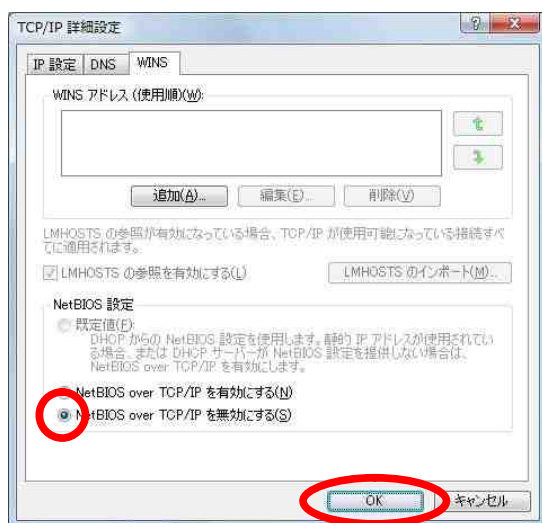 TCP/IP 詳細設定
IP 設定 DNS WINS
WINS アドレス (使用順)(W):
追加(A)... 編集(E)... 削除(V)
LMHOSTS の参照が有効になっている場合、TCP/IP が使用可能になっている接続すべ
てに適用されます。
LMHOSTS の参照を有効にする(L) LMHOSTS のインポート(M)...
NetBIOS 設定
既定値(F):
DHCP からの NetBIOS 設定を使用します。静的 IP アドレスが使用されてい
る場合、または DHCP サーバーが NetBIOS 設定を提供しない場合は、
NetBIOS over TCP/IP を有効にします。
NetBIOS over TCP/IP を有効にする(N)
NetBIOS over TCP/IP を無効にする(S)
OK キャンセル